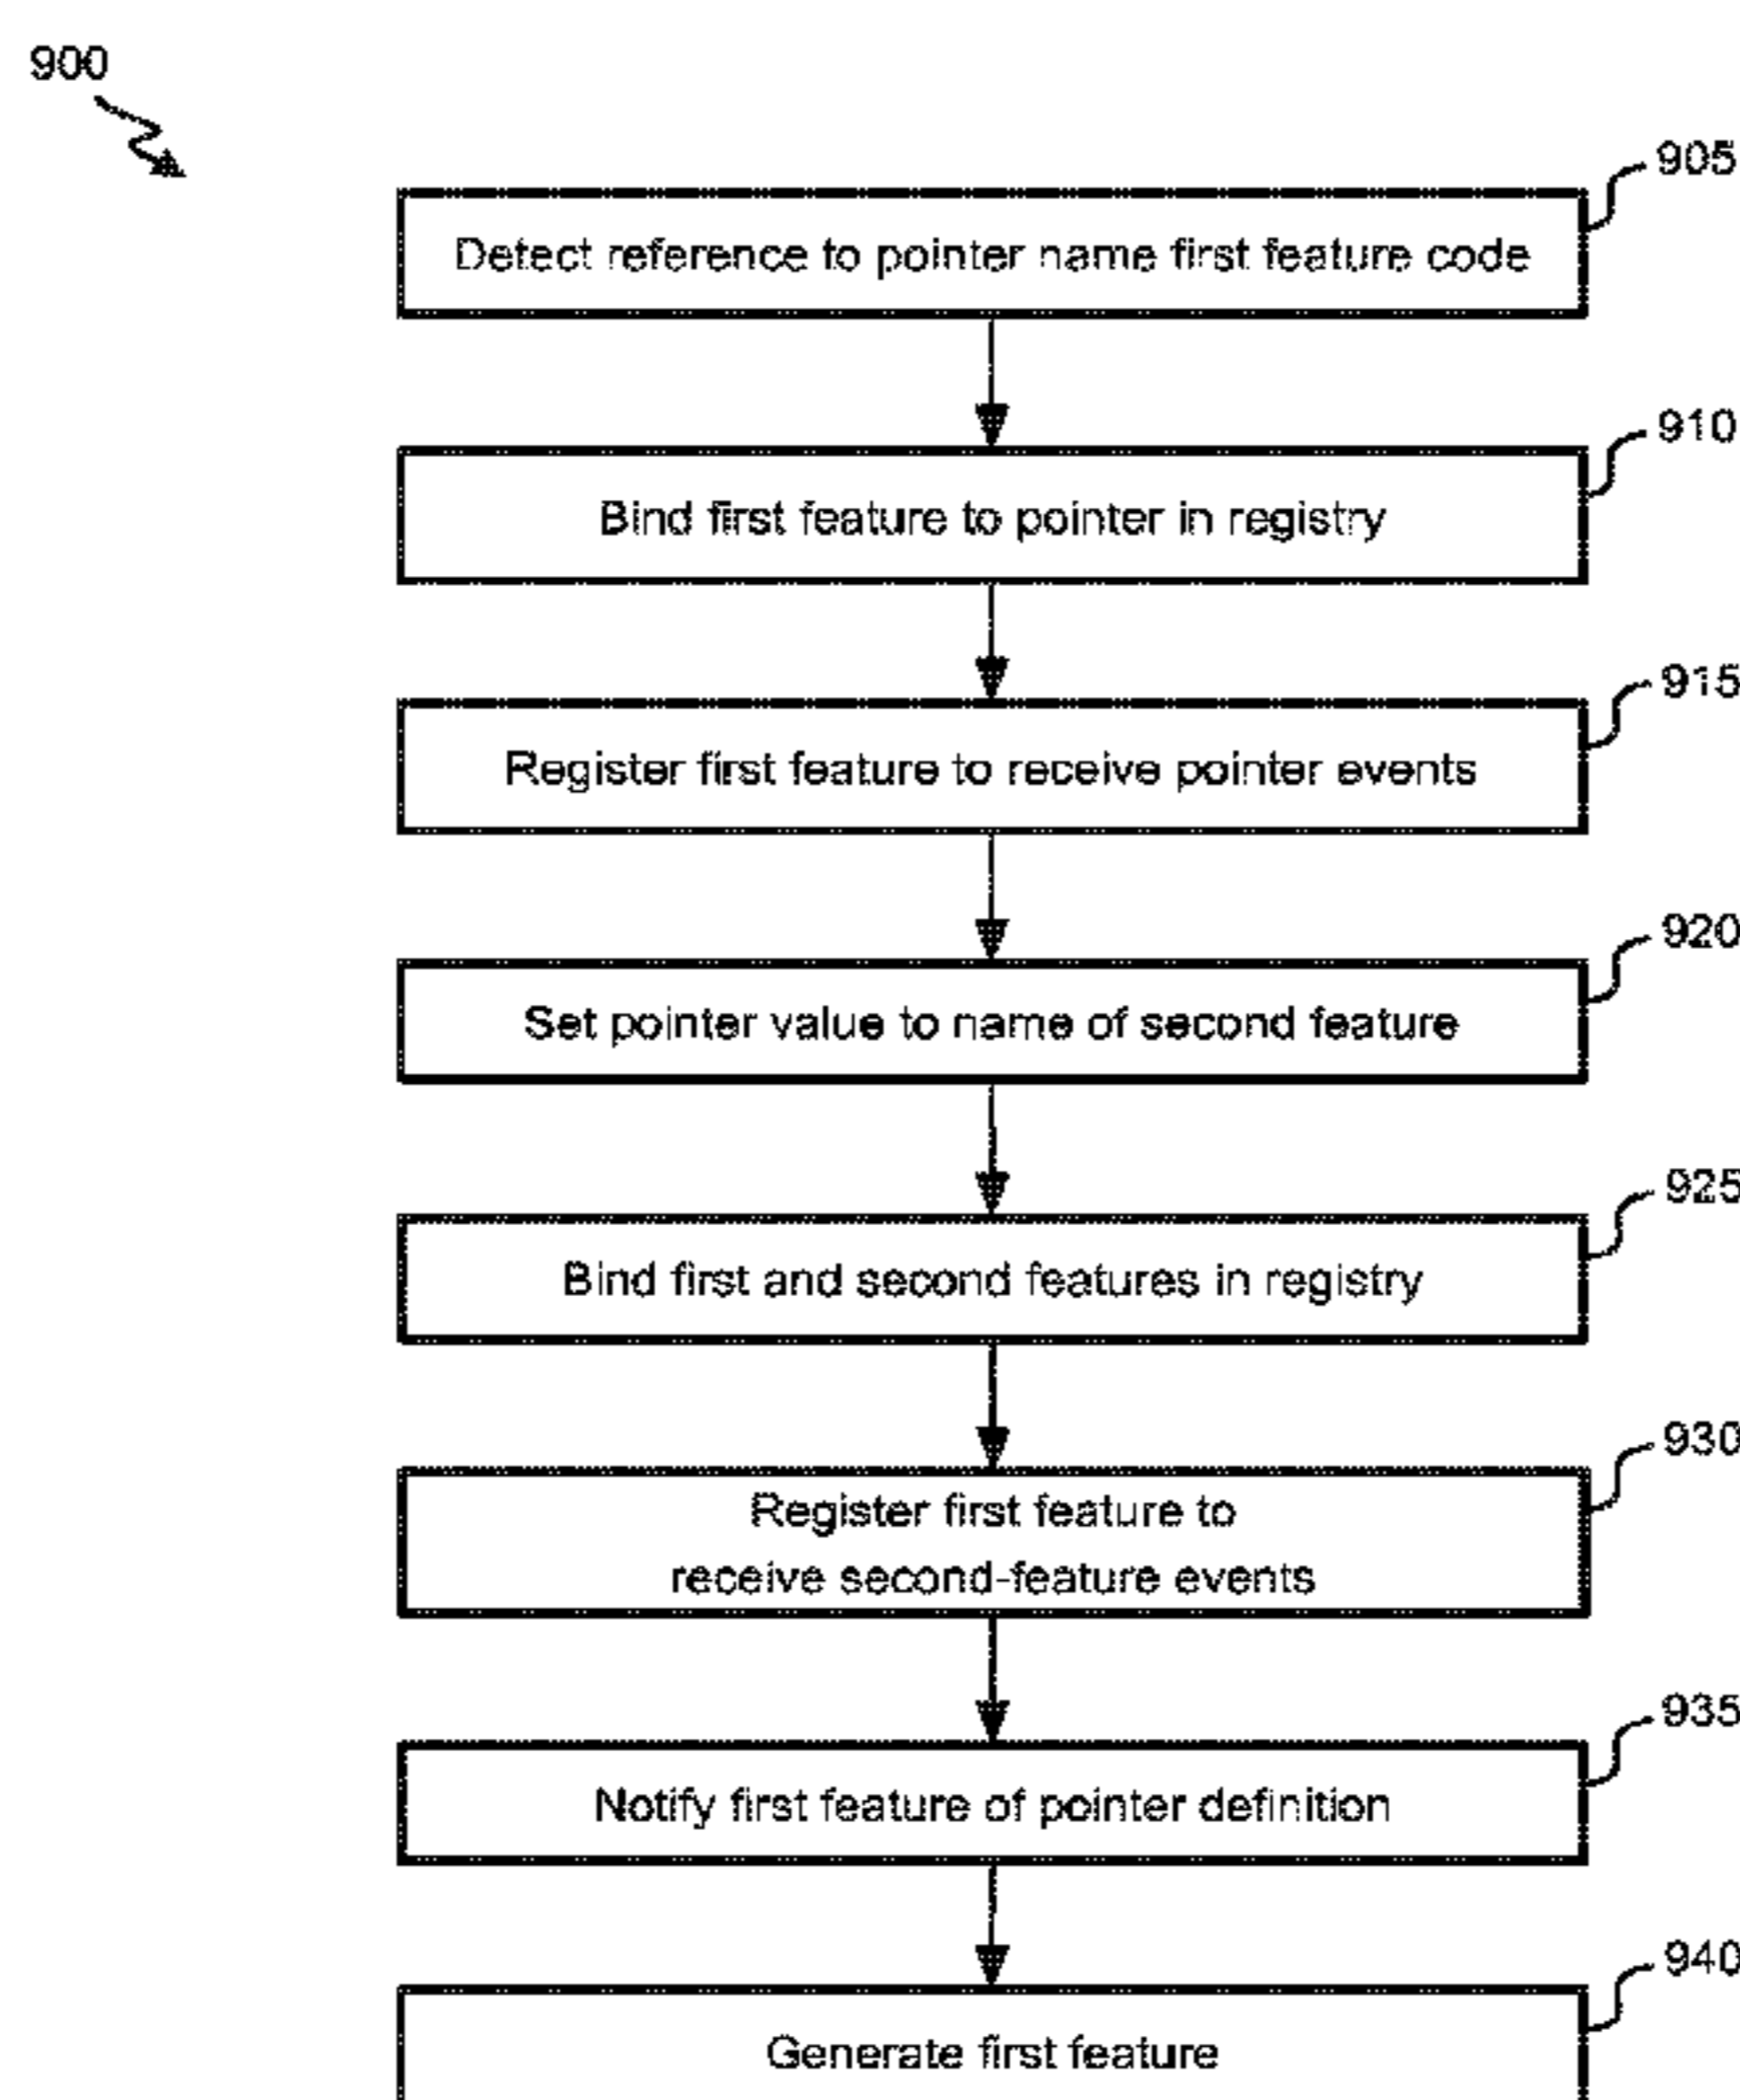 900
905
Detect reference to pointer name first feature code
910
Bind first feature to pointer in registry
915
Register first feature to receive pointer events
920
Set pointer value to name of second feature
925
Bind first and second features in registry
930
Register first feature to
receive second-feature events
935
Notify first feature of pointer definition
940
Generate first feature